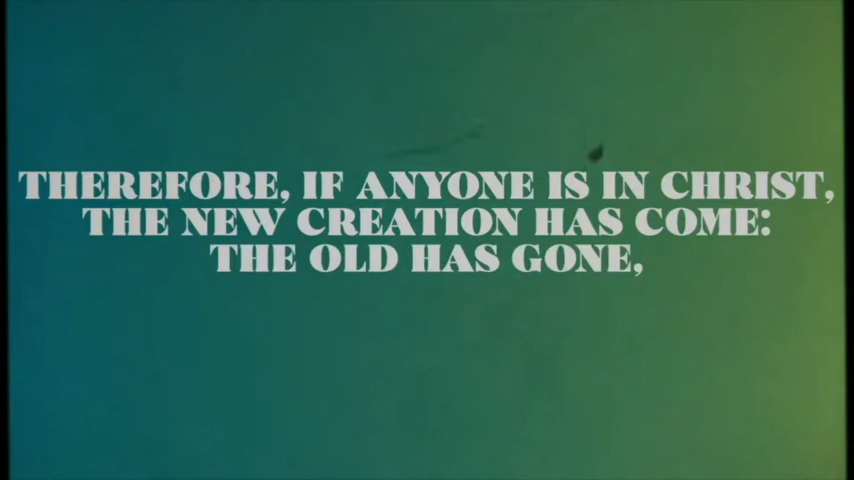 THEREFORE, IF ANYONE IS IN CHRIST,
THE NEW CREATION HAS COME:
THE OLD HAS GONE,